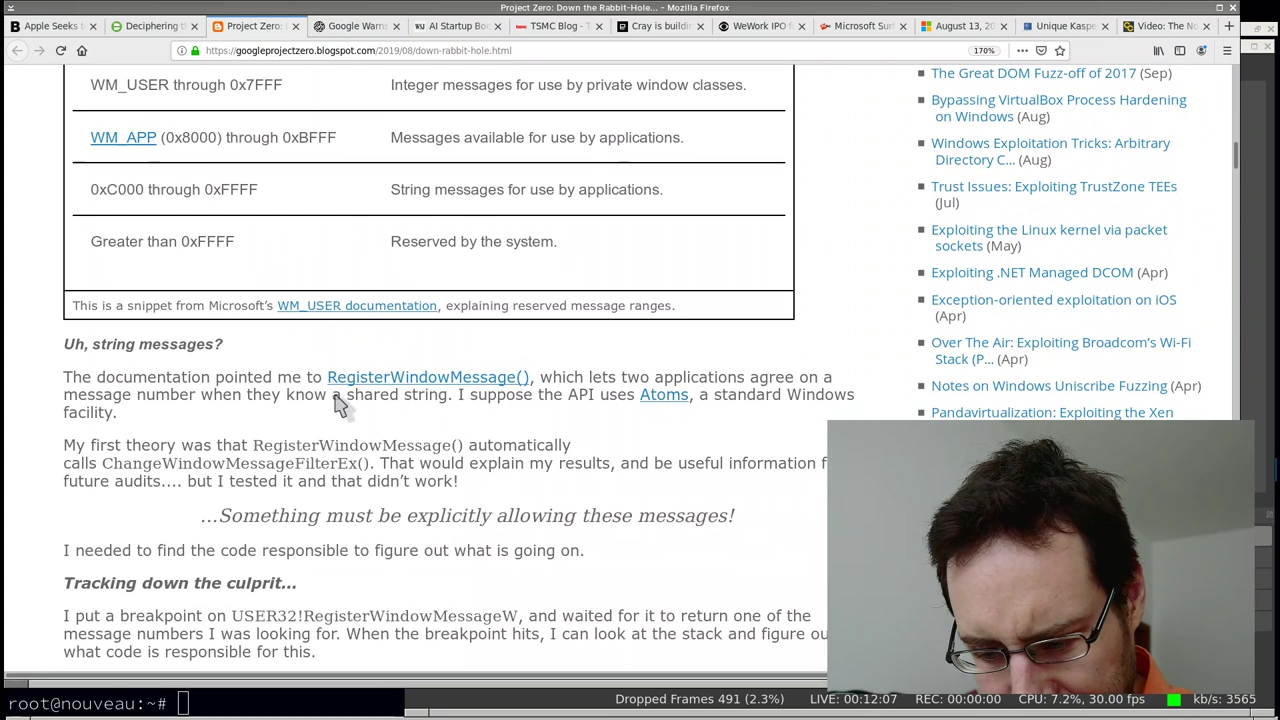 Project Zero: Down the Rabbit-Hole... - Mozilla Firefox
Apple Seeks t
Deciphering th
Project Zero: D
Google Warns
AI Startup Boo
TSMC Blog - T
Cray is buildin
WeWork IPO f
Microsoft Surf
August 13, 20
Unique Kaspe
Video: The No
https://googleprojectzero.blogspot.com/2019/08/down-rabbit-hole.html
170%
WM_USER through 0x7FFF Integer messages for use by private window classes.
WM_APP (0x8000) through 0xBFFF Messages available for use by applications.
0xC000 through 0xFFFF String messages for use by applications.
Greater than 0xFFFF Reserved by the system.
This is a snippet from Microsoft’s WM_USER documentation, explaining reserved message ranges.
Uh, string messages?
The documentation pointed me to RegisterWindowMessage(), which lets two applications agree on a
message number when they know a shared string. I suppose the API uses Atoms, a standard Windows
facility.
My first theory was that RegisterWindowMessage() automatically
calls ChangeWindowMessageFilterEx(). That would explain my results, and be useful information f
future audits.... but I tested it and that didn’t work!
...Something must be explicitly allowing these messages!
I needed to find the code responsible to figure out what is going on.
Tracking down the culprit...
I put a breakpoint on USER32!RegisterWindowMessageW, and waited for it to return one of the
message numbers I was looking for. When the breakpoint hits, I can look at the stack and figure ou
what code is responsible for this.
The Great DOM Fuzz-off of 2017 (Sep)
Bypassing VirtualBox Process Hardening
on Windows (Aug)
Windows Exploitation Tricks: Arbitrary
Directory C... (Aug)
Trust Issues: Exploiting TrustZone TEEs
(Jul)
Exploiting the Linux kernel via packet
sockets (May)
Exploiting .NET Managed DCOM (Apr)
Exception-oriented exploitation on iOS
(Apr)
Over The Air: Exploiting Broadcom’s Wi-Fi
Stack (P... (Apr)
Notes on Windows Uniscribe Fuzzing (Apr)
Pandavirtualization: Exploiting the Xen
root@nouveau:~#
Dropped Frames 491 (2.3%) LIVE: 00:12:07 REC: 00:00:00 CPU: 7.2%, 30.00 fps kb/s: 3565